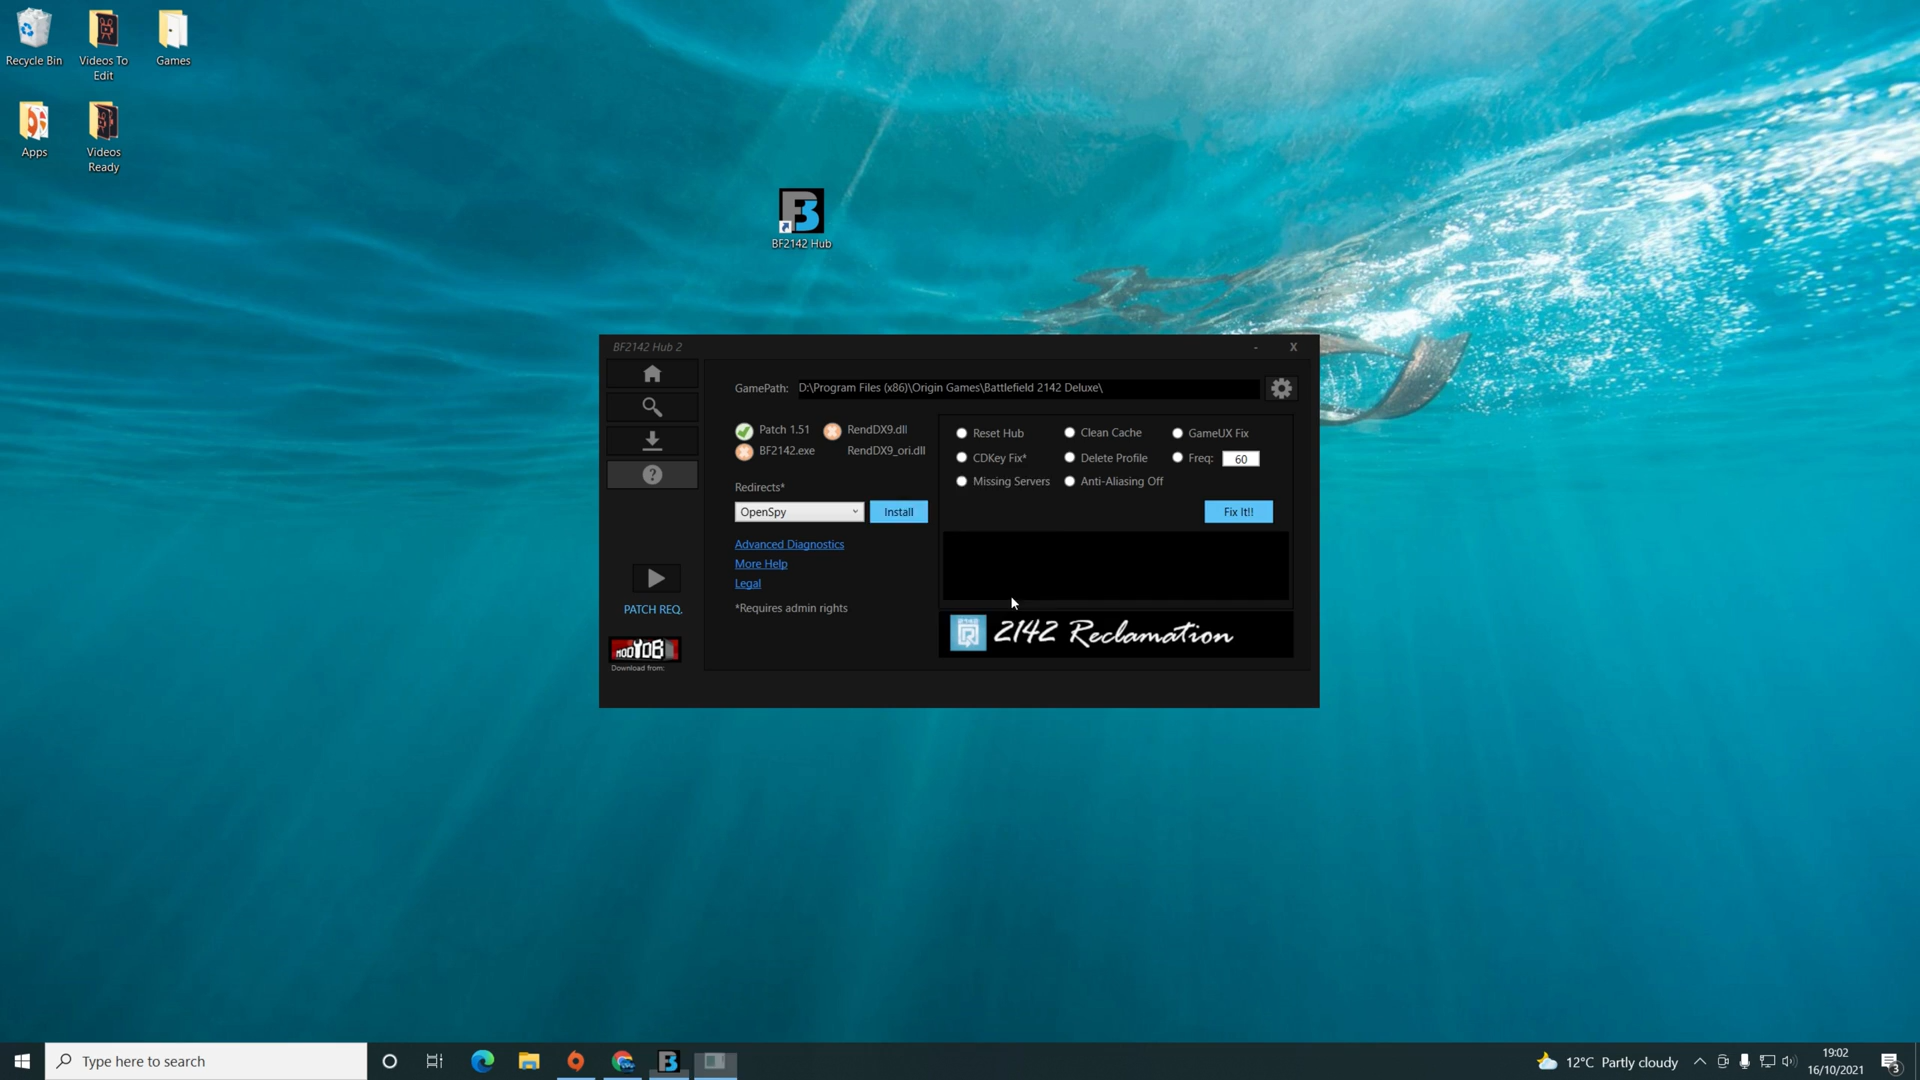 Recycle Bin
Videos To
Edit
Games
Apps
Videos
Ready
BF2142 Hub
BF2142 Hub 2
-
X
GamePath:
D:\Program Files (x86)\Origin Games\Battlefield 2142 Deluxe\
Patch 1.51
RendDX9.dll
BF2142.exe
RendDX9_ori.dll
Redirects*
OpenSpy
Install
Advanced Diagnostics
More Help
Legal
*Requires admin rights
Reset Hub
Clean Cache
GameUX Fix
CDKey Fix*
Delete Profile
Freq:
60
Missing Servers
Anti-Aliasing Off
Fix It!!
2142
2142 Reclamation
PATCH REQ.
MODDB
Download from:
Type here to search
12°C Partly cloudy
19:02
16/10/2021
3